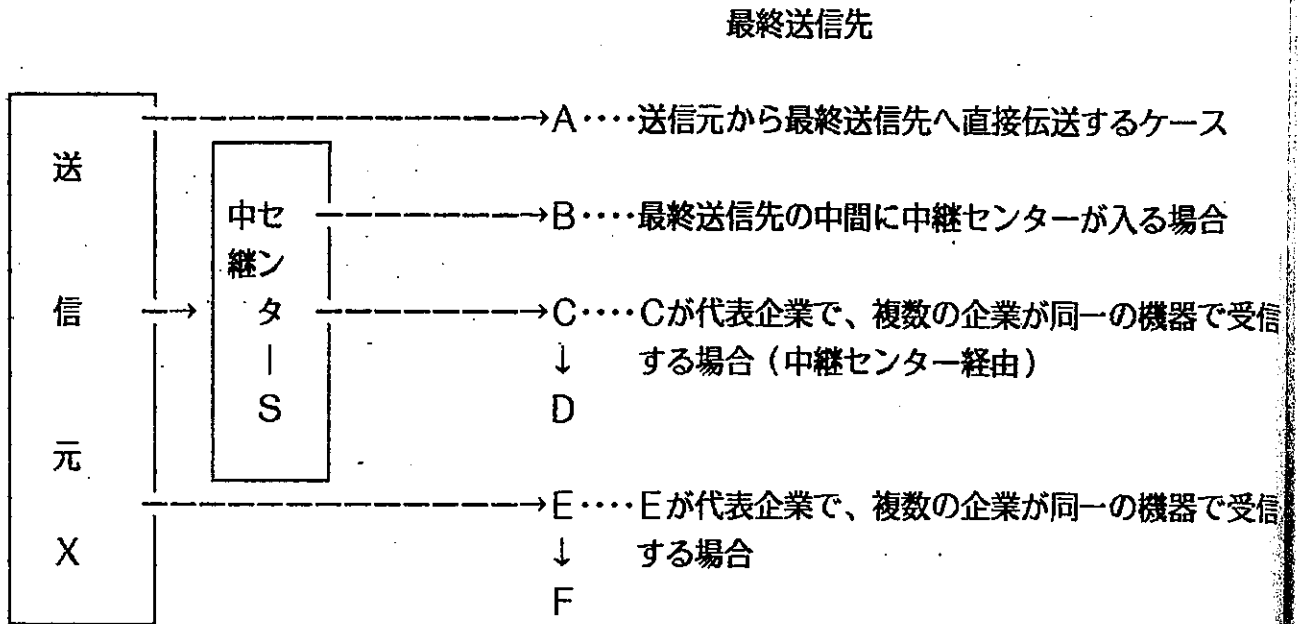 最終送信先
送信元X
中継センターS
A････送信元から最終送信先へ直接伝送するケース
B････最終送信先の中間に中継センターが入る場合
C････Cが代表企業で、複数の企業が同一の機器で受信
↓ する場合（中継センター経由）
D
E････Eが代表企業で、複数の企業が同一の機器で受信
↓ する場合
F